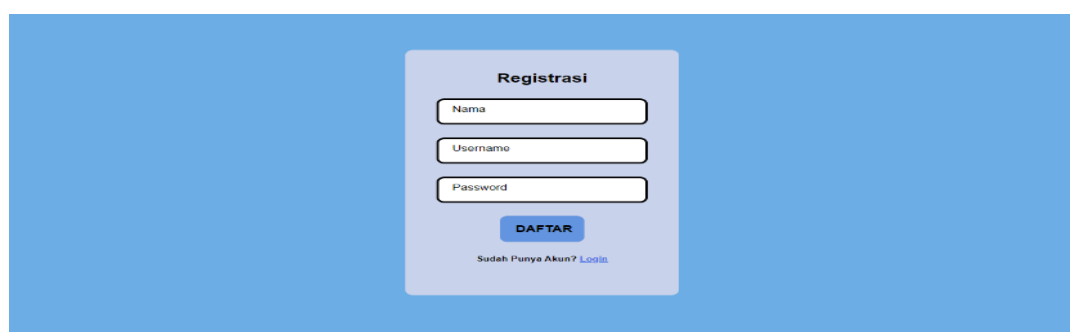 Registrasi
Nama
Username
Password
DAFTAR
Sudah Punya Akun? Login